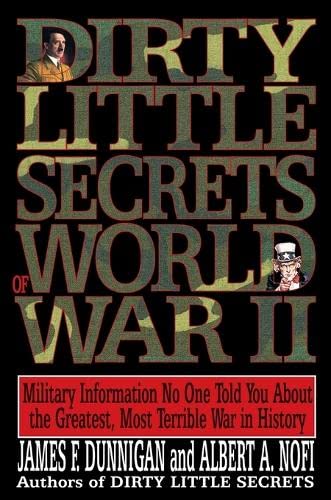 DIRTY
LITTLE
SECRETS
OF WORLD
WAR II
Military Information No One Told You About
the Greatest, Most Terrible War in History
JAMES F. DUNNIGAN and ALBERT A. NOFI
Authors of DIRTY LITTLE SECRETS